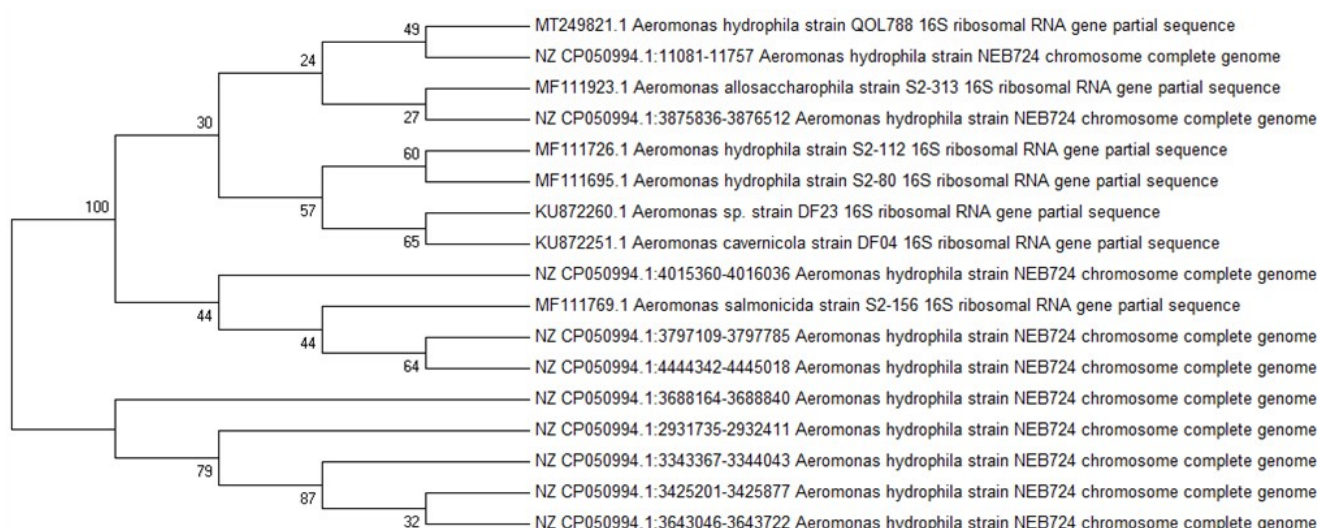 49
MT249821.1 Aeromonas hydrophila strain QOL788 16S ribosomal RNA gene partial sequence
24
NZ CP050994.1:11081-11757 Aeromonas hydrophila strain NEB724 chromosome complete genome
MF111923.1 Aeromonas allosaccharophila strain S2-313 16S ribosomal RNA gene partial sequence
30
27
NZ CP050994.1:3875836-3876512 Aeromonas hydrophila strain NEB724 chromosome complete genome
60
MF111726.1 Aeromonas hydrophila strain S2-112 16S ribosomal RNA gene partial sequence
MF111695.1 Aeromonas hydrophila strain S2-80 16S ribosomal RNA gene partial sequence
100
57
KU872260.1 Aeromonas sp. strain DF23 16S ribosomal RNA gene partial sequence
65
KU872251.1 Aeromonas cavernicola strain DF04 16S ribosomal RNA gene partial sequence
NZ CP050994.1:4015360-4016036 Aeromonas hydrophila strain NEB724 chromosome complete genome
44
MF111769.1 Aeromonas salmonicida strain S2-156 16S ribosomal RNA gene partial sequence
44
NZ CP050994.1:3797109-3797785 Aeromonas hydrophila strain NEB724 chromosome complete genome
64
NZ CP050994.1:4444342-4445018 Aeromonas hydrophila strain NEB724 chromosome complete genome
NZ CP050994.1:3688164-3688840 Aeromonas hydrophila strain NEB724 chromosome complete genome
NZ CP050994.1:2931735-2932411 Aeromonas hydrophila strain NEB724 chromosome complete genome
79
NZ CP050994.1:3343367-3344043 Aeromonas hydrophila strain NEB724 chromosome complete genome
87
NZ CP050994.1:3425201-3425877 Aeromonas hydrophila strain NEB724 chromosome complete genome
32
NZ CP050994.1:3643046-3643722 Aeromonas hydrophila strain NEB724 chromosome complete genome